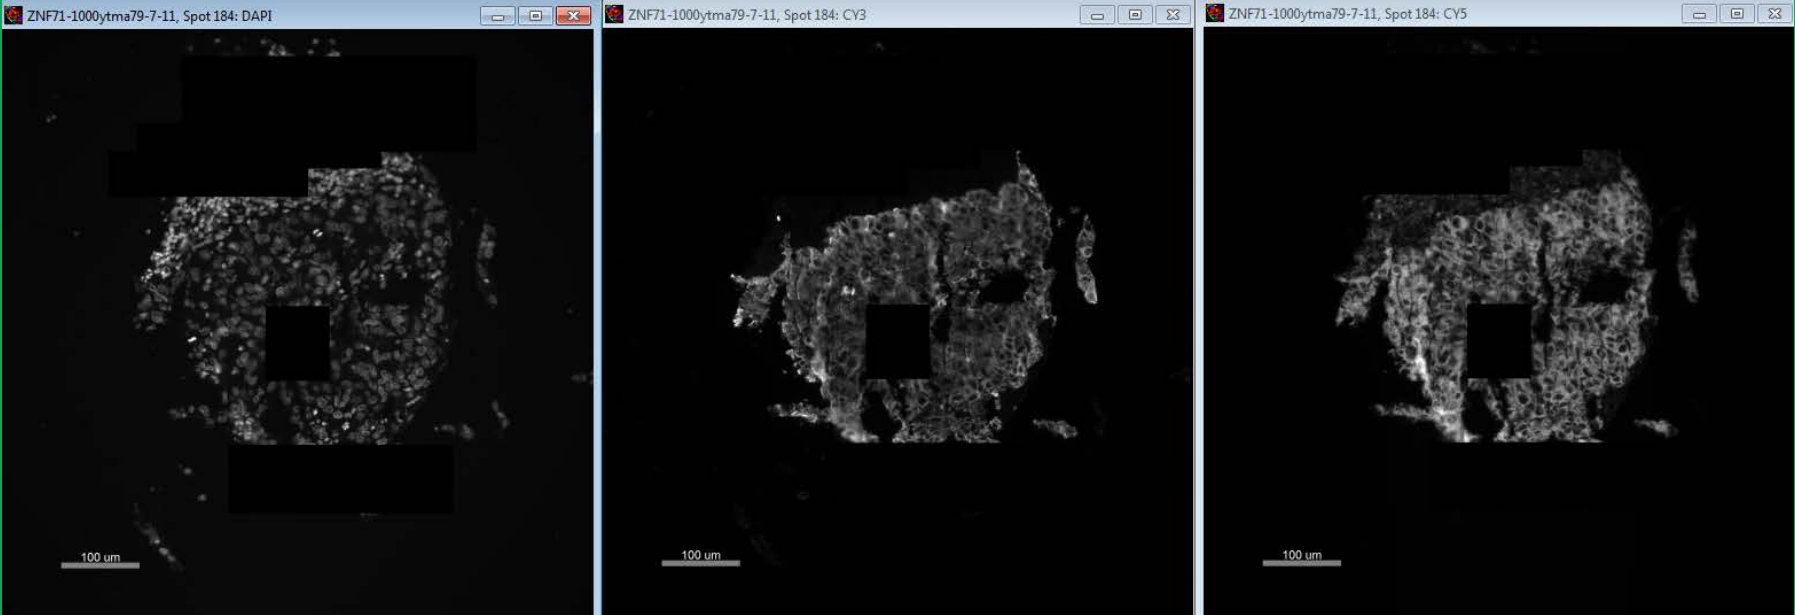 ZNF71-1000ytma79-7-11, Spot 184: DAPI
ZNF71-1000ytma79-7-11, Spot 184: CY3
ZNF71-1000ytma79-7-11, Spot 184: CY5
100 um
100 um
100 um